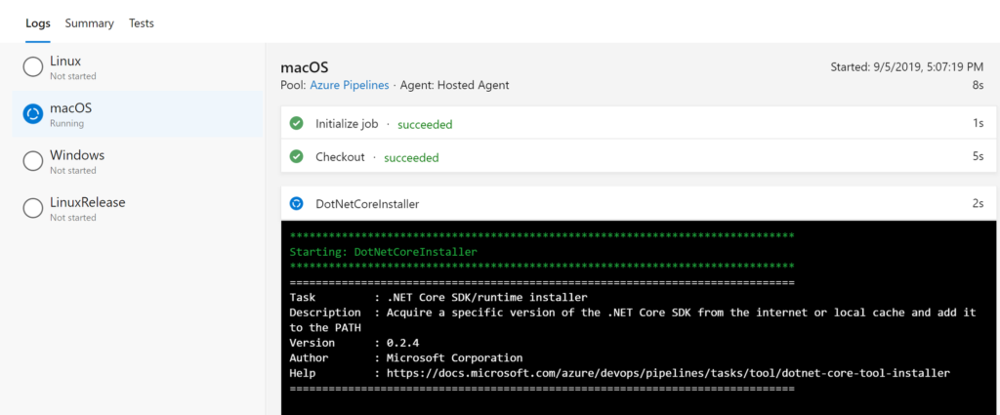 Logs Summary Tests
Linux
Not started
macOS
Running
Windows
Not started
LinuxRelease
Not started
macOS
Started: 9/5/2019, 5:07:19 PM
Pool: Azure Pipelines · Agent: Hosted Agent
8s
Initialize job · succeeded
1s
Checkout · succeeded
5s
DotNetCoreInstaller
2s
******************************************************************************
Starting: DotNetCoreInstaller
******************************************************************************
==============================================================================
Task         : .NET Core SDK/runtime installer
Description  : Acquire a specific version of the .NET Core SDK from the internet or local cache and add it
to the PATH
Version      : 0.2.4
Author       : Microsoft Corporation
Help         : https://docs.microsoft.com/azure/devops/pipelines/tasks/tool/dotnet-core-tool-installer
==============================================================================